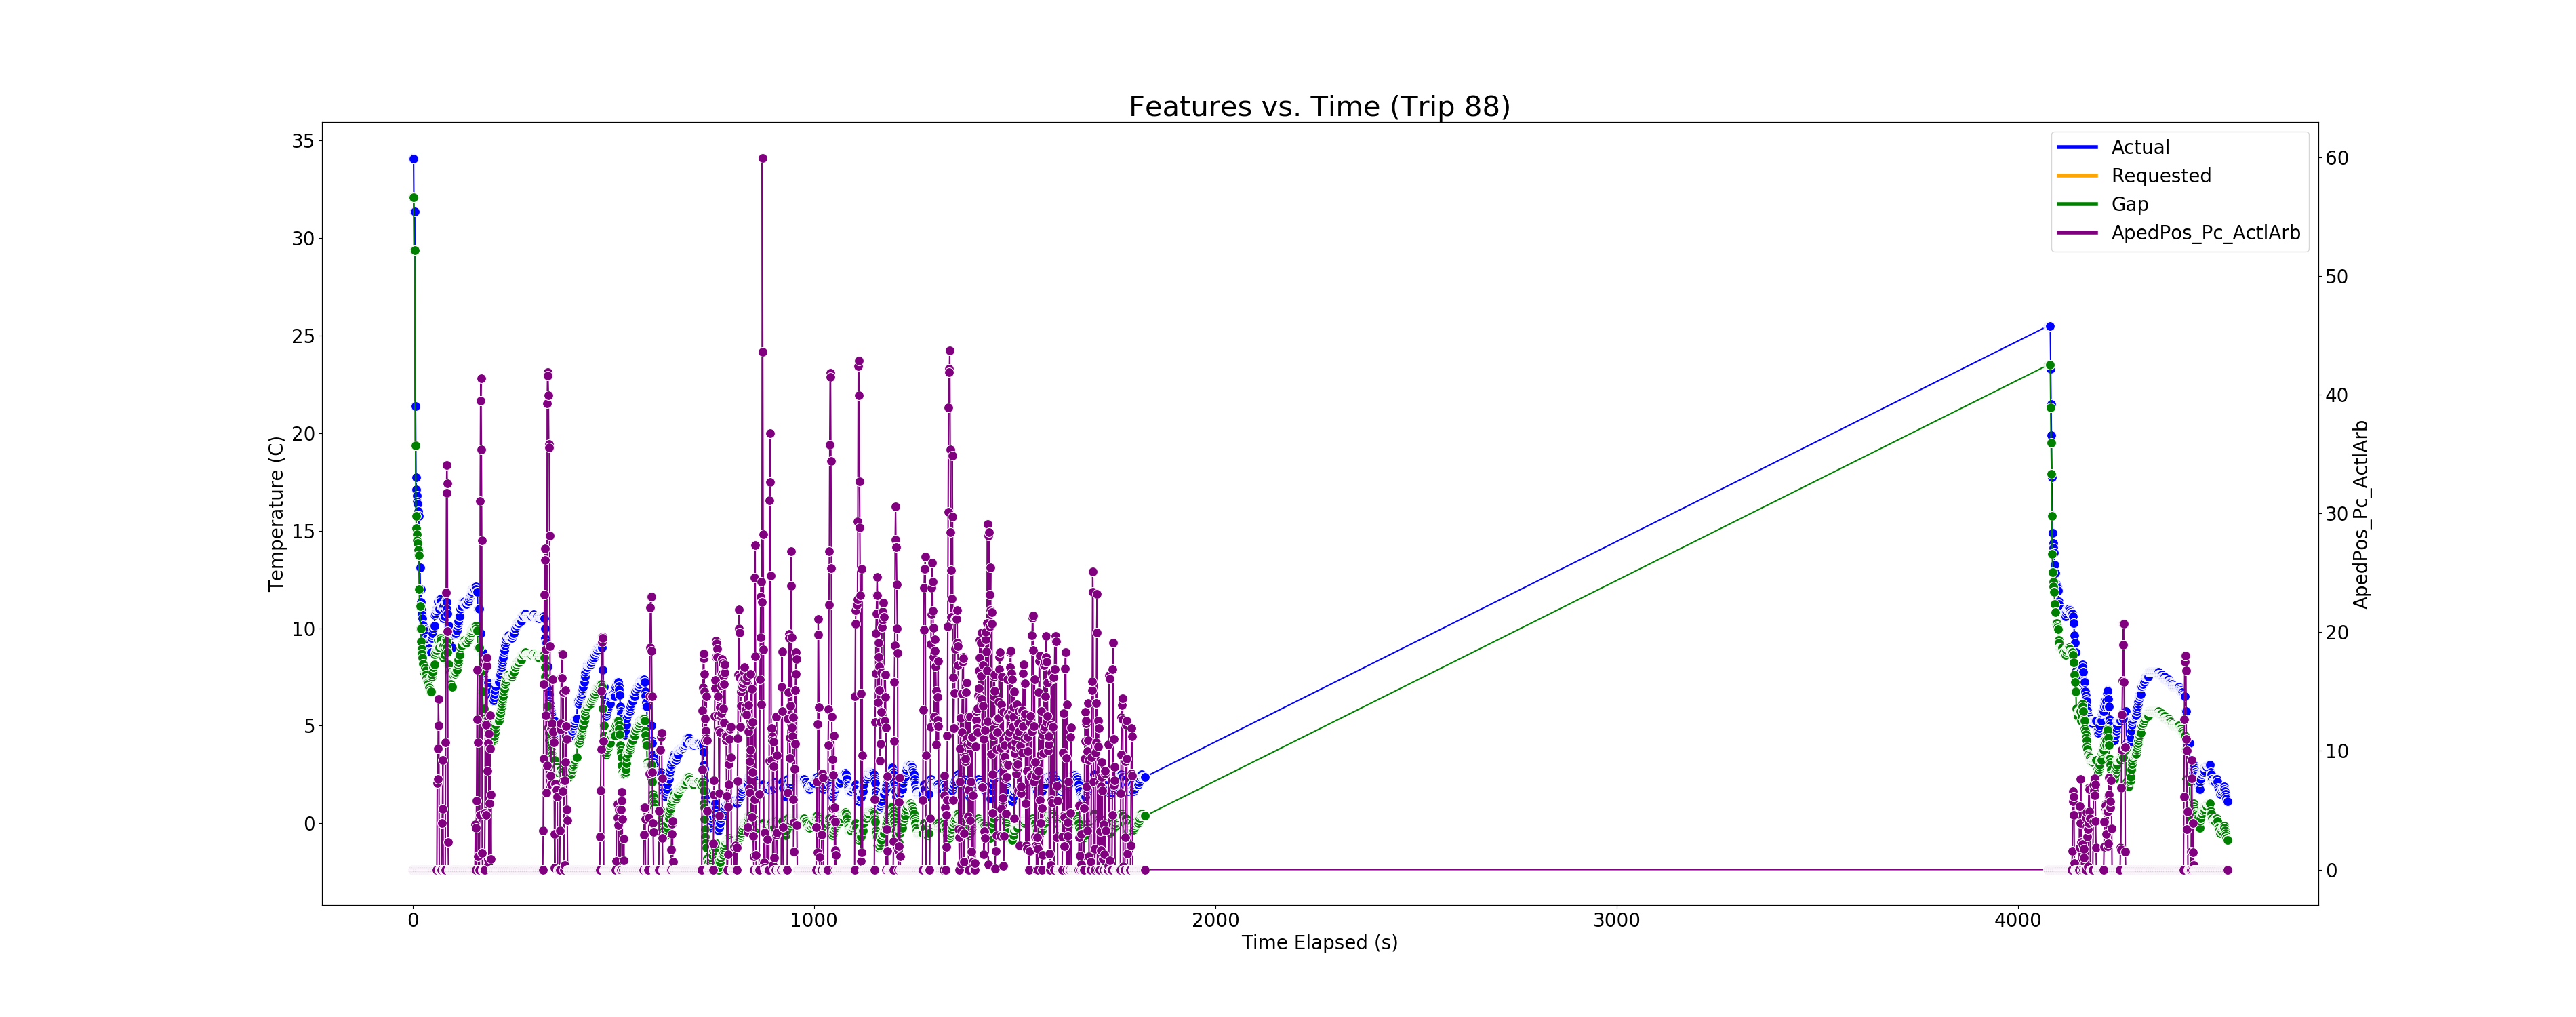 Features vs. Time (Trip 88)
Actual
Requested
Gap
ApedPos_Pc_ActlArb
35
30
25
20
15
10
5
0
Temperature (C)
60
50
40
30
20
10
0
ApedPos_Pc_ActlArb
0
1000
2000
3000
4000
Time Elapsed (s)